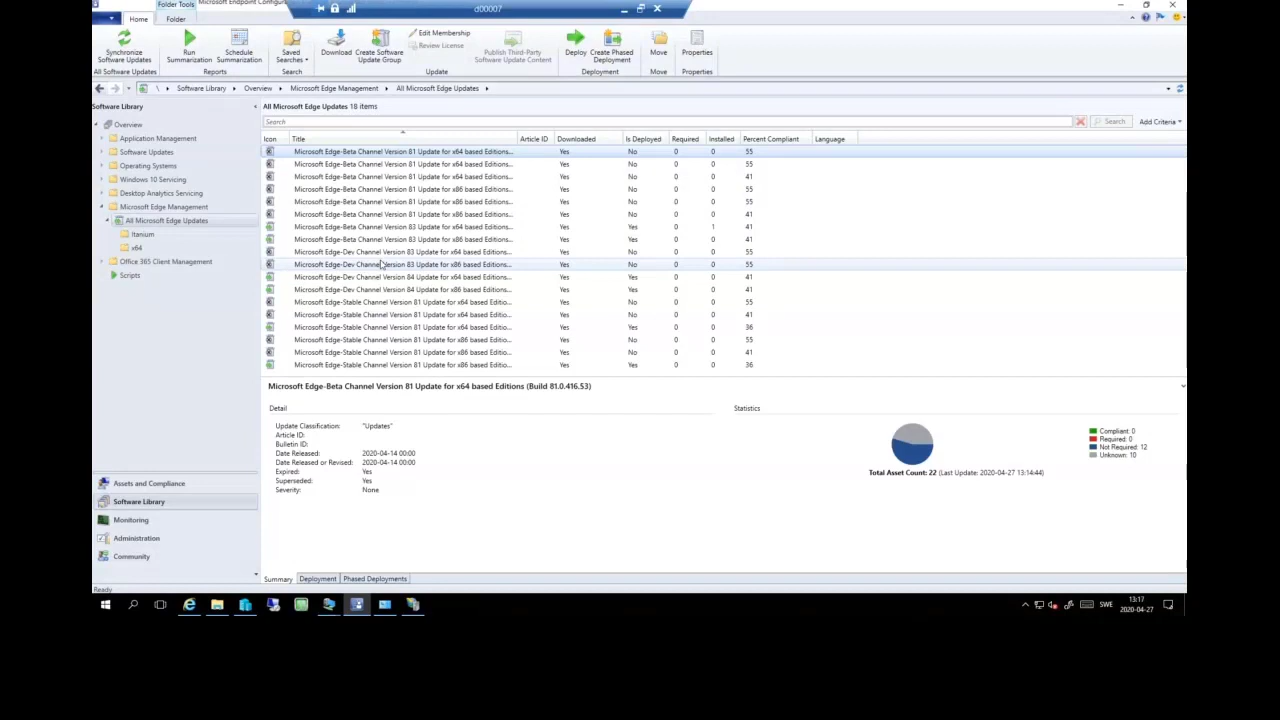 Folder Tools
Microsoft Endpoint Configur
d00007
Home Folder
Synchronize Software Updates
Run Summarization
Schedule Summarization
Saved Searches
Download
Create Software Update Group
Edit Membership
Review License
Publish Third-Party Software Update Content
Deploy
Create Phased Deployment
Move
Properties
All Software Updates Reports Search Update Deployment Move Properties
\ Software Library Overview Microsoft Edge Management All Microsoft Edge Updates
Software Library
Overview
Application Management
Software Updates
Operating Systems
Windows 10 Servicing
Desktop Analytics Servicing
Microsoft Edge Management
All Microsoft Edge Updates
Itanium
x64
Office 365 Client Management
Scripts
Assets and Compliance
Software Library
Monitoring
Administration
Community
All Microsoft Edge Updates 18 items
Search Search Add Criteria
Icon Title Article ID Downloaded Is Deployed Required Installed Percent Compliant Language
Microsoft Edge-Beta Channel Version 81 Update for x64 based Editions... Yes No 0 0 55
Microsoft Edge-Beta Channel Version 81 Update for x64 based Editions... Yes No 0 0 55
Microsoft Edge-Beta Channel Version 81 Update for x64 based Editions... Yes No 0 0 41
Microsoft Edge-Beta Channel Version 81 Update for x86 based Editions... Yes No 0 0 55
Microsoft Edge-Beta Channel Version 81 Update for x86 based Editions... Yes No 0 0 55
Microsoft Edge-Beta Channel Version 81 Update for x86 based Editions... Yes No 0 0 41
Microsoft Edge-Beta Channel Version 83 Update for x64 based Editions... Yes Yes 0 1 41
Microsoft Edge-Beta Channel Version 83 Update for x86 based Editions... Yes Yes 0 0 41
Microsoft Edge-Dev Channel Version 83 Update for x64 based Editions... Yes No 0 0 55
Microsoft Edge-Dev Channel Version 83 Update for x86 based Editions... Yes No 0 0 55
Microsoft Edge-Dev Channel Version 84 Update for x64 based Editions... Yes Yes 0 0 41
Microsoft Edge-Dev Channel Version 84 Update for x86 based Editions... Yes Yes 0 0 41
Microsoft Edge-Stable Channel Version 81 Update for x64 based Editio... Yes No 0 0 55
Microsoft Edge-Stable Channel Version 81 Update for x64 based Editio... Yes No 0 0 41
Microsoft Edge-Stable Channel Version 81 Update for x64 based Editio... Yes Yes 0 0 36
Microsoft Edge-Stable Channel Version 81 Update for x86 based Editio... Yes No 0 0 55
Microsoft Edge-Stable Channel Version 81 Update for x86 based Editio... Yes No 0 0 41
Microsoft Edge-Stable Channel Version 81 Update for x86 based Editio... Yes Yes 0 0 36
Microsoft Edge-Beta Channel Version 81 Update for x64 based Editions (Build 81.0.416.53)
Detail
Update Classification: "Updates"
Article ID:
Bulletin ID:
Date Released: 2020-04-14 00:00
Date Released or Revised: 2020-04-14 00:00
Expired: Yes
Superseded: Yes
Severity: None
Statistics
Compliant: 0
Required: 0
Not Required: 12
Unknown: 10
Total Asset Count: 22 (Last Update: 2020-04-27 13:14:44)
Summary Deployment Phased Deployments
Ready
SWE
13:17
2020-04-27